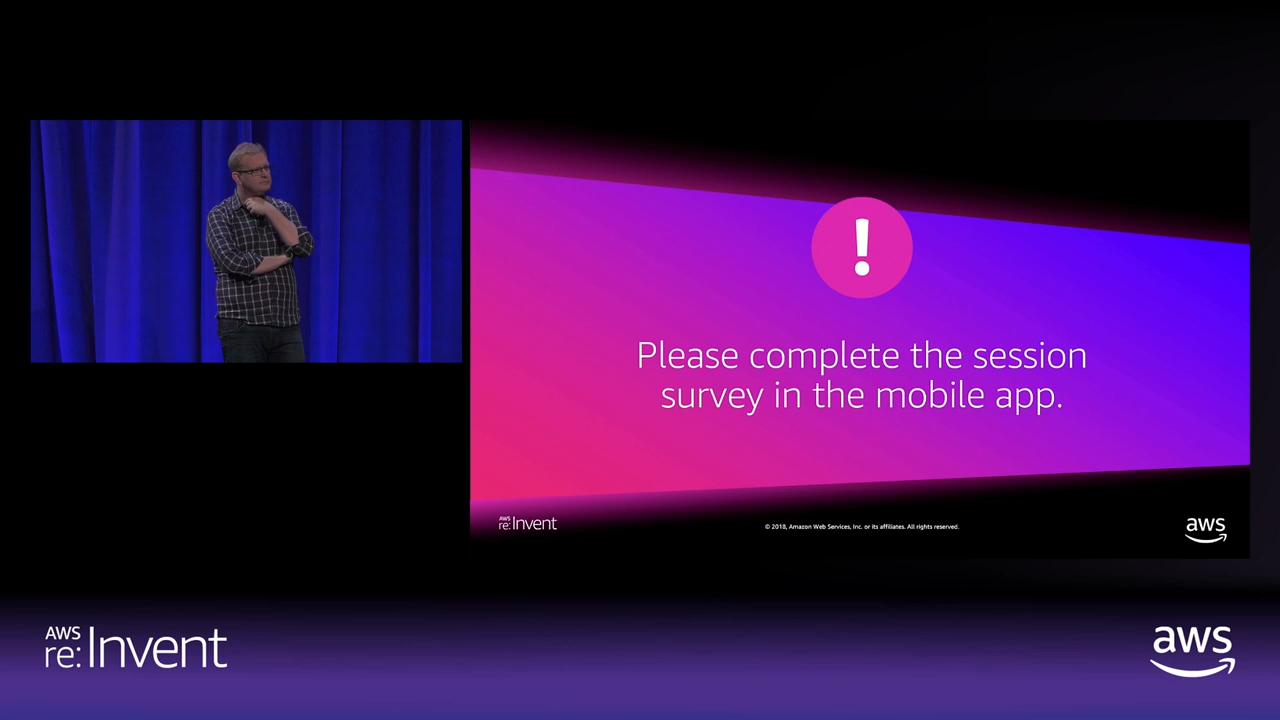 !
Please complete the session
survey in the mobile app.
AWS
re:Invent
© 2018, Amazon Web Services, Inc. or its affiliates. All rights reserved.
aws
AWS
re:Invent
aws